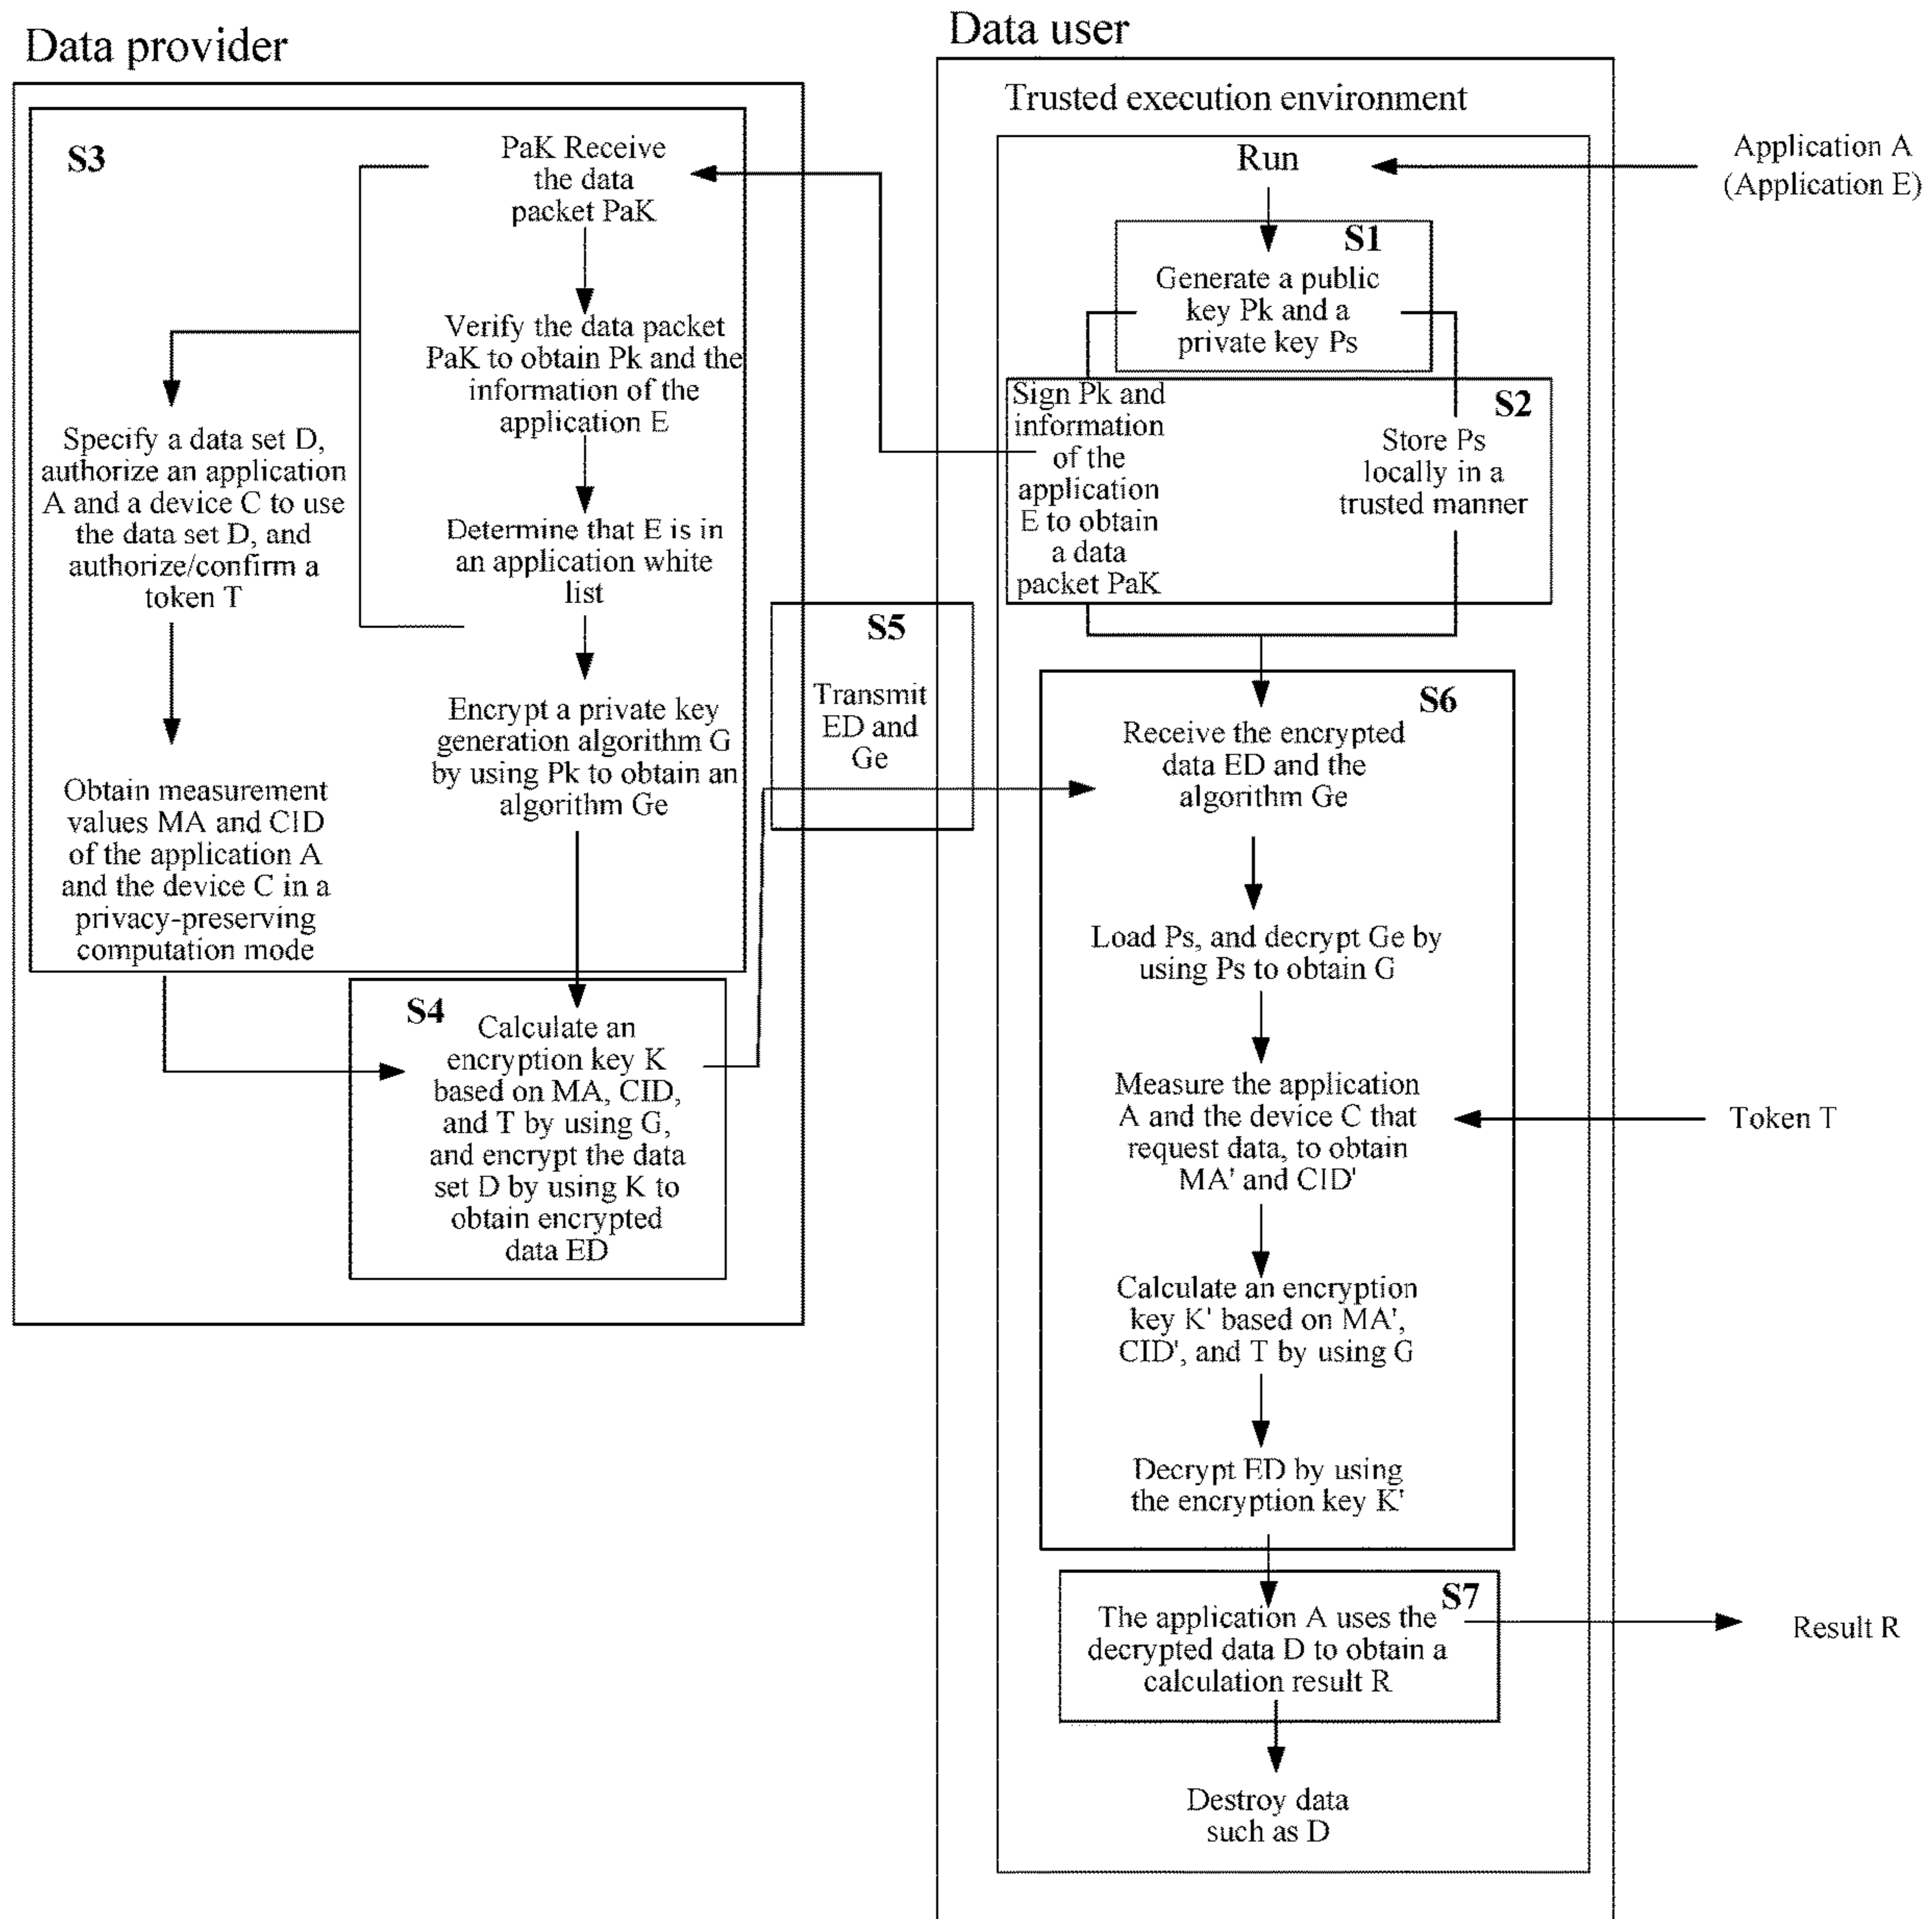 Data provider
S3
PaK Receive
the data
packet PaK
Verify the data packet
PaK to obtain Pk and the
information of the
application E
Determine that E is in
an application white
list
Encrypt a private key
generation algorithm G
by using Pk to obtain an
algorithm Ge
Specify a data set D,
authorize an application
A and a device C to use
the data set D, and
authorize/confirm a
token T
Obtain measurement
values MA and CID
of the application A
and the device C in a
privacy-preserving
computation mode
S4
Calculate an
encryption key K
based on MA, CID,
and T by using G,
and encrypt the data
set D by using K to
obtain encrypted
data ED
S5
Transmit
ED and
Ge
Data user
Trusted execution environment
Run
Application A
(Application E)
S1
Generate a public
key Pk and a
private key Ps
S2
Sign Pk and
information
of the
application
E to obtain
a data
packet PaK
Store Ps
locally in a
trusted manner
S6
Receive the encrypted
data ED and the
algorithm Ge
Load Ps, and decrypt Ge by
using Ps to obtain G
Measure the application
A and the device C that
request data, to obtain
MA' and CID'
Token T
Calculate an encryption
key K' based on MA',
CID', and T by using G
Decrypt ED by using
the encryption key K'
S7
The application A uses the
decrypted data D to obtain a
calculation result R
Result R
Destroy data
such as D